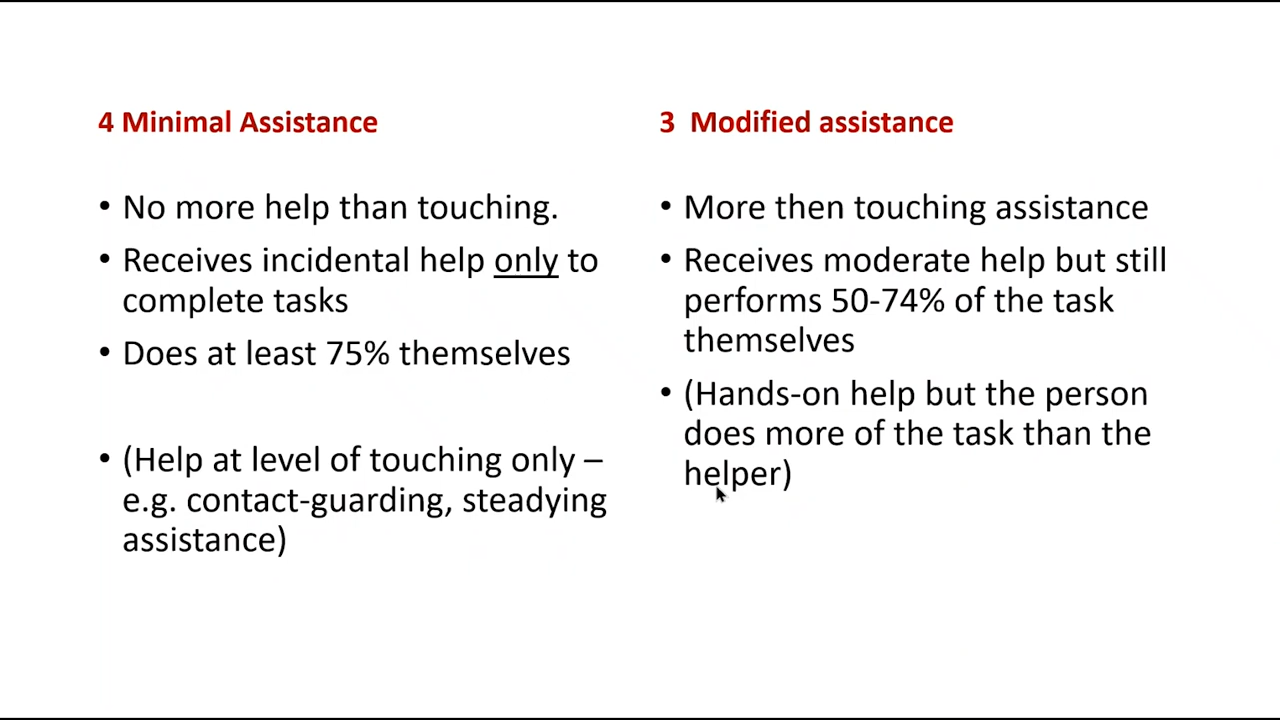 4 Minimal Assistance
• No more help than touching.
• Receives incidental help only to
complete tasks
• Does at least 75% themselves
• (Help at level of touching only –
e.g. contact-guarding, steadying
assistance)
3 Modified assistance
• More then touching assistance
• Receives moderate help but still
performs 50-74% of the task
themselves
• (Hands-on help but the person
does more of the task than the
helper)